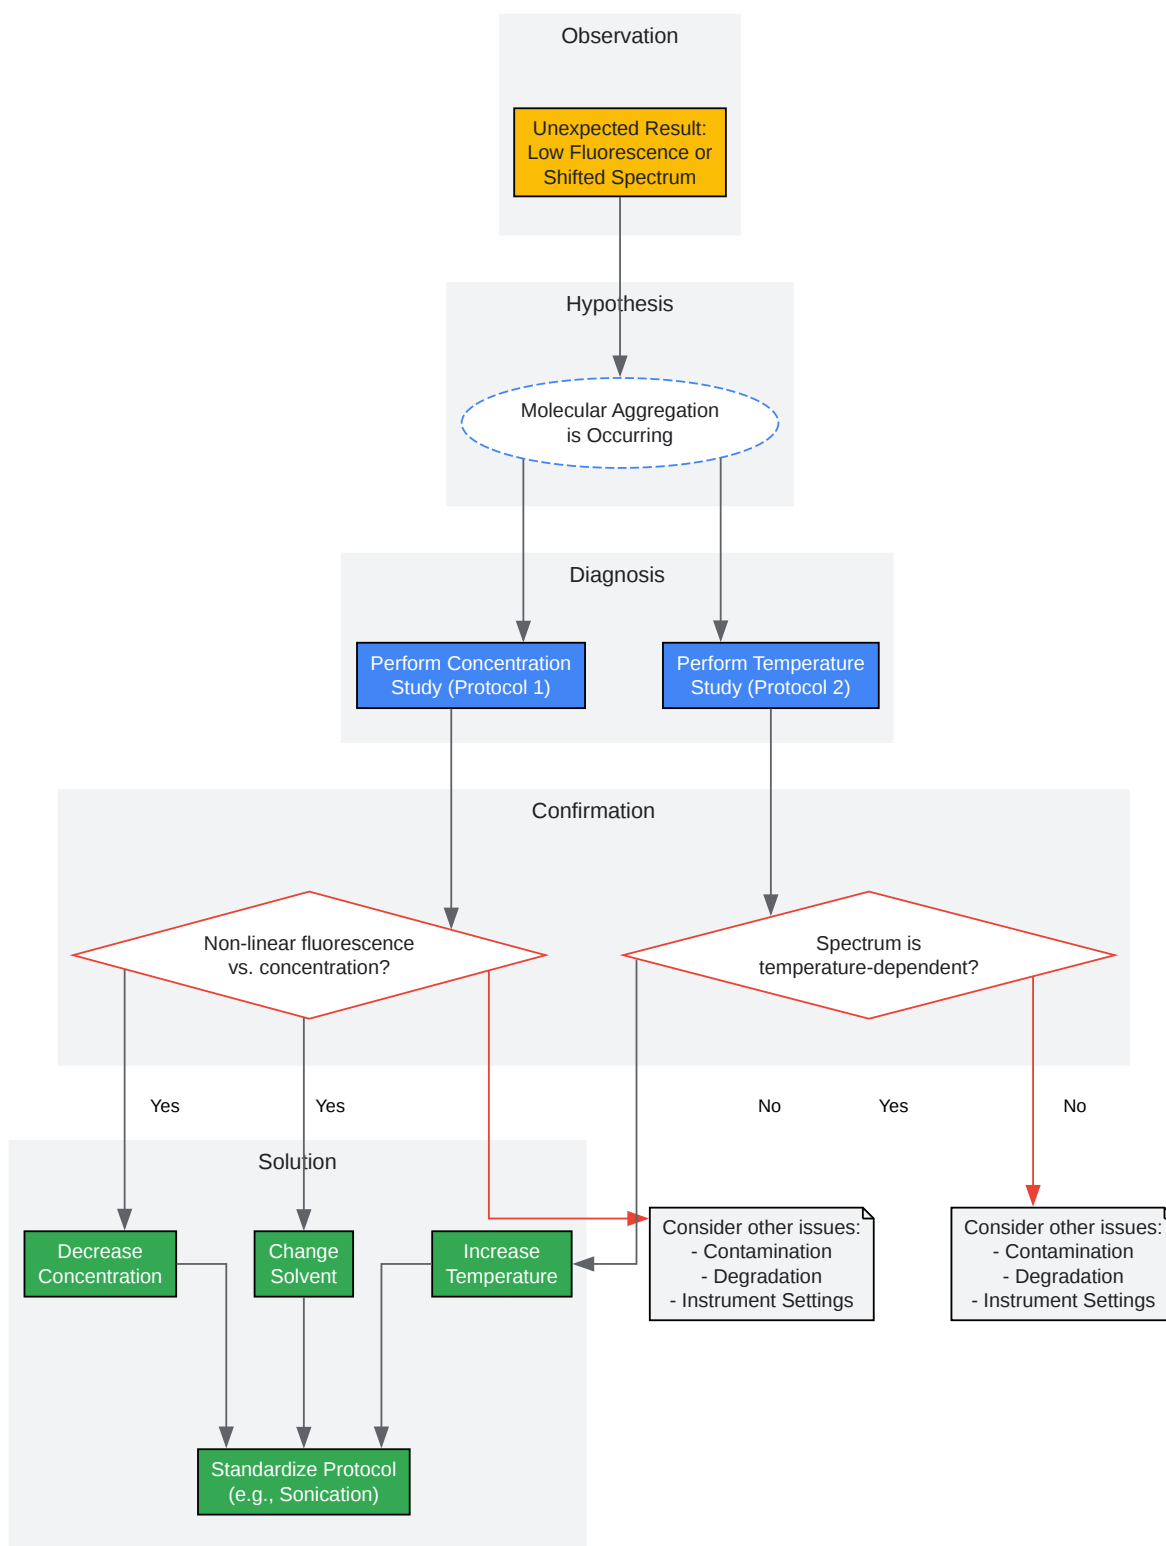 Observation
Unexpected Result:
Low Fluorescence or
Shifted Spectrum
Hypothesis
Molecular Aggregation
is Occurring
Diagnosis
Perform Concentration
Study (Protocol 1)
Perform Temperature
Study (Protocol 2)
Confirmation
Non-linear fluorescence
vs. concentration?
Spectrum is
temperature-dependent?
Yes
Yes
No
Yes
No
Solution
Decrease
Concentration
Change
Solvent
Increase
Temperature
Consider other issues:
- Contamination
- Degradation
- Instrument Settings
Consider other issues:
- Contamination
- Degradation
- Instrument Settings
Standardize Protocol
(e.g., Sonication)